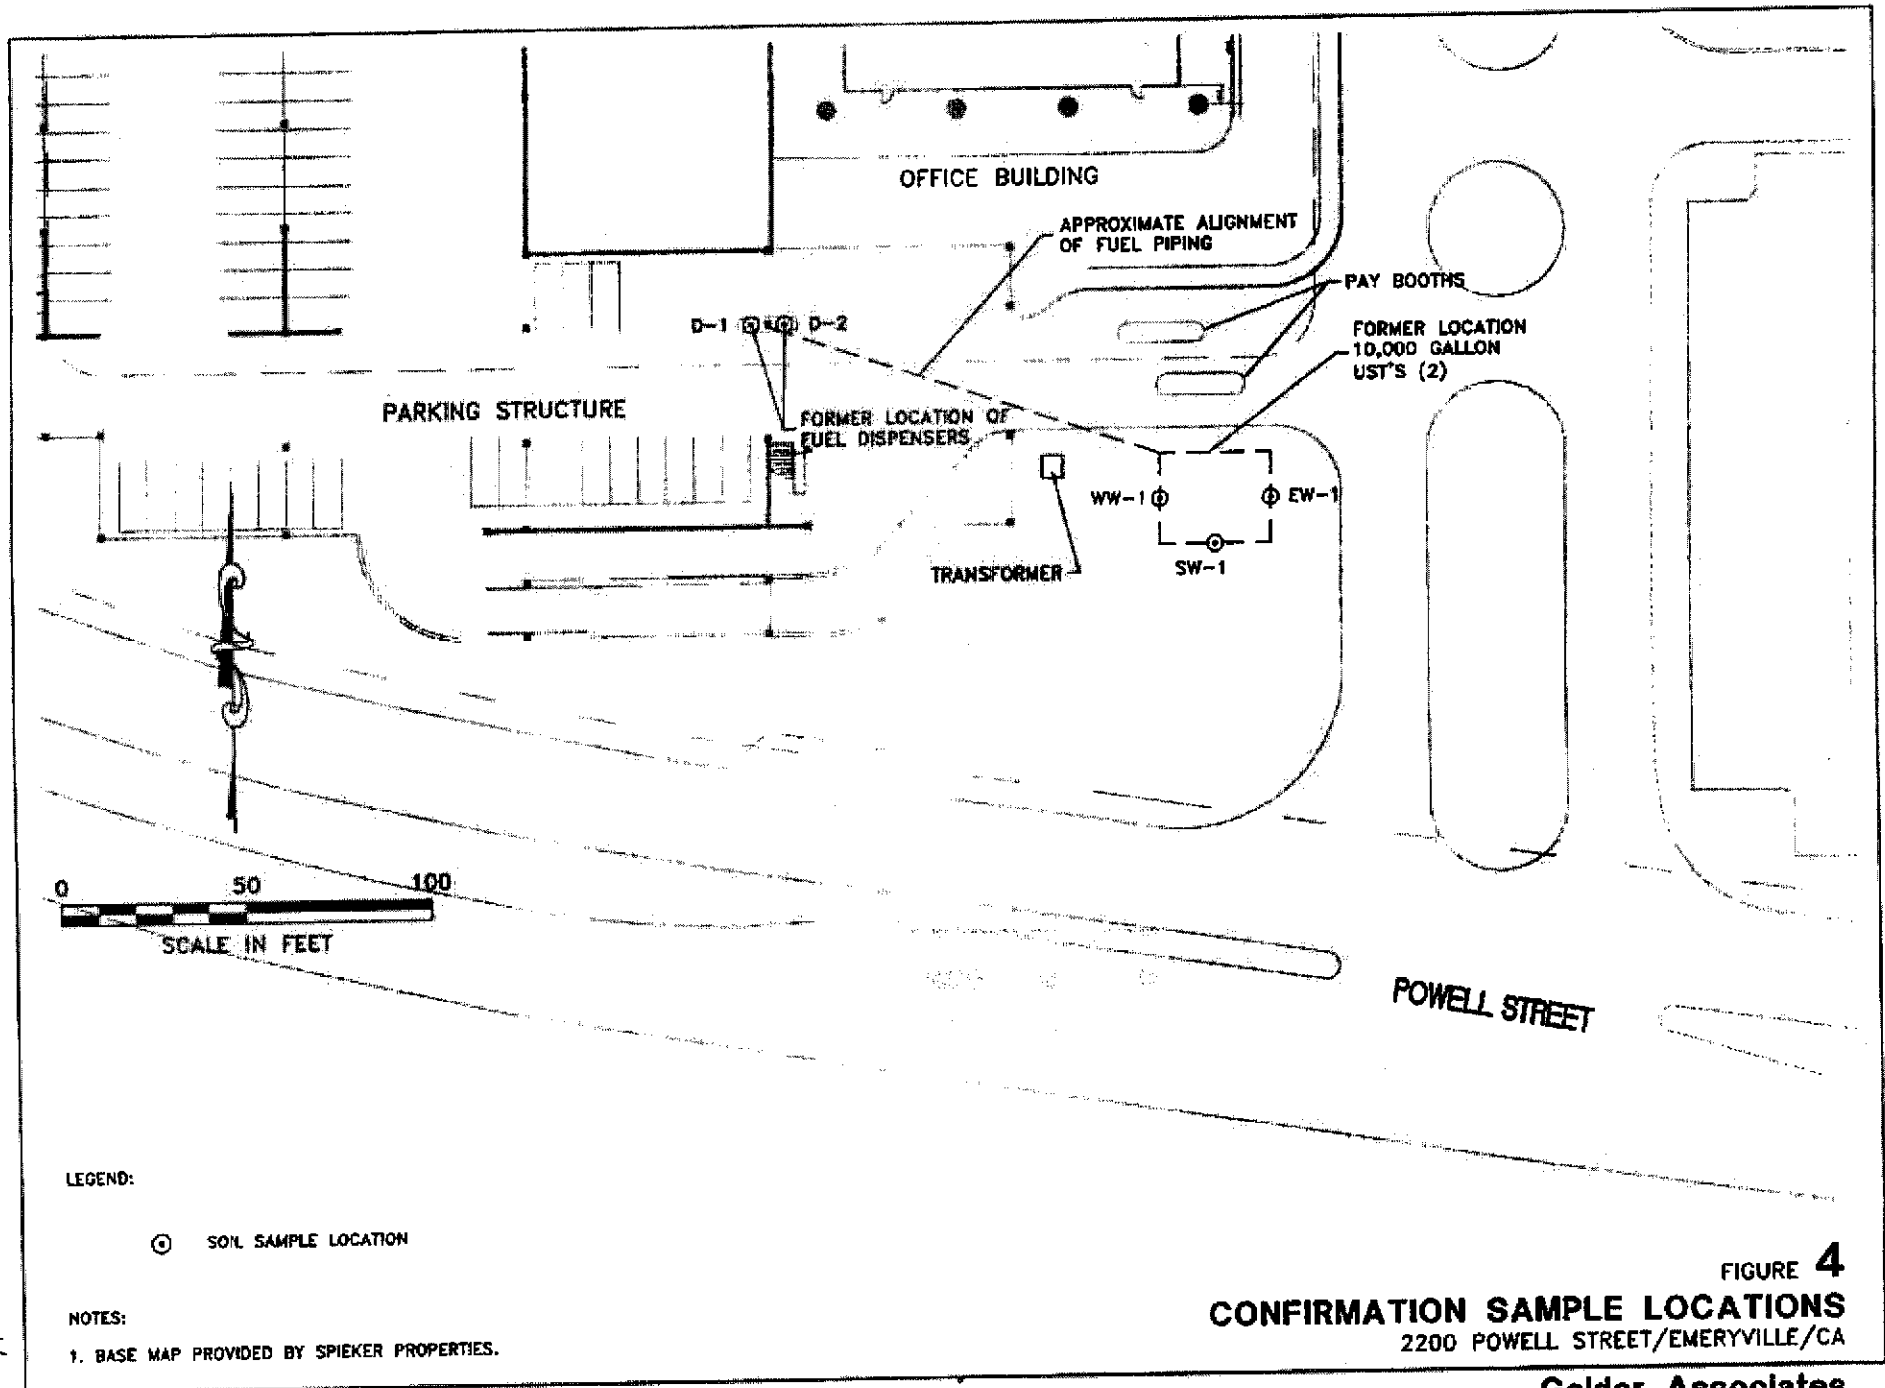 OFFICE BUILDING
APPROXIMATE ALIGNMENT
OF FUEL PIPING
PAY BOOTHS
D-1
D-2
FORMER LOCATION
10,000 GALLON
UST'S (2)
PARKING STRUCTURE
FORMER LOCATION OF
FUEL DISPENSERS
WW-1
EW-1
SW-1
TRANSFORMER
0 50 100
SCALE IN FEET
POWELL STREET
LEGEND:
SOIL SAMPLE LOCATION
NOTES:
1. BASE MAP PROVIDED BY SPIEKER PROPERTIES.
FIGURE 4
CONFIRMATION SAMPLE LOCATIONS
2200 POWELL STREET/EMERYVILLE/CA
Golder Associates